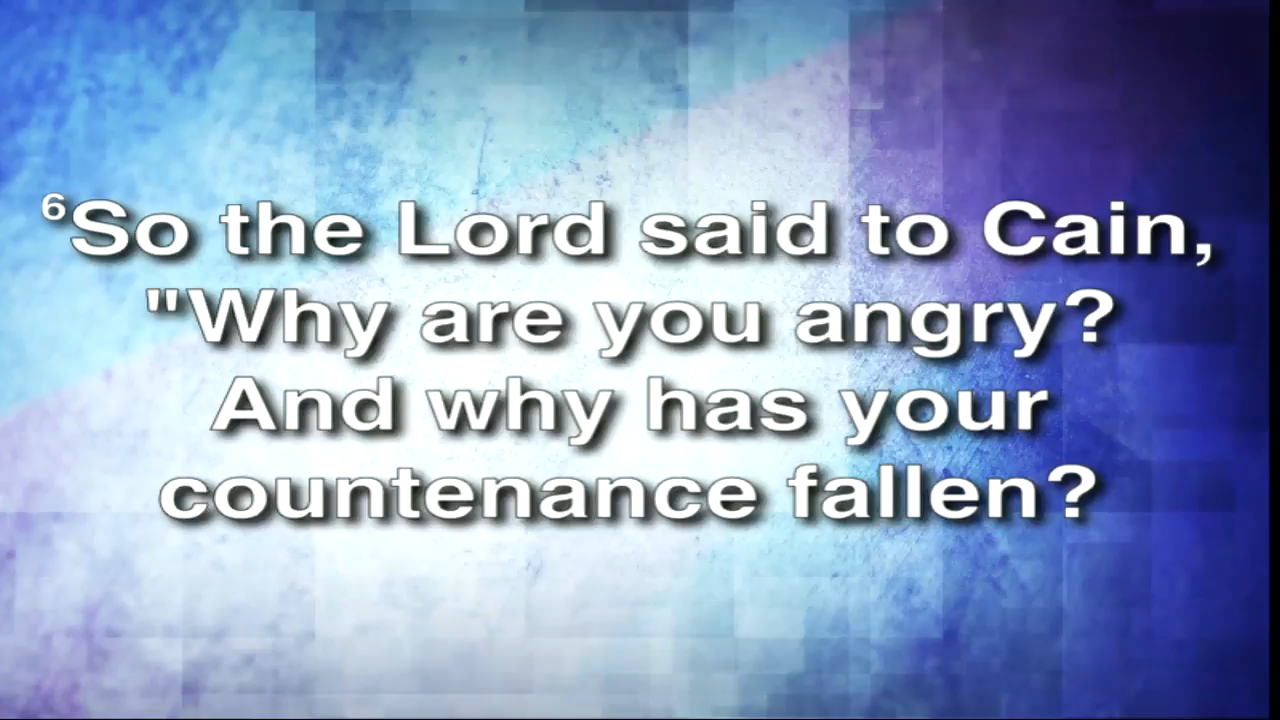 ⁶So the Lord said to Cain,
"Why are you angry?
And why has your
countenance fallen?